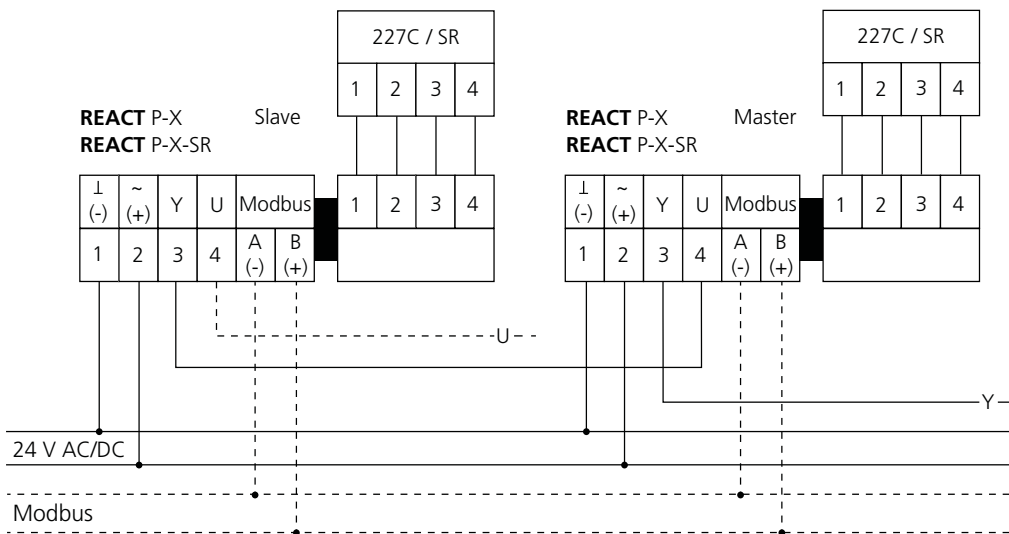 227C / SR
1 2 3 4
REACT P-X Slave
REACT P-X-SR
⊥ (-) ~ (+) Y U Modbus
1 2 3 4 A (-) B (+)
1 2 3 4
227C / SR
1 2 3 4
REACT P-X Master
REACT P-X-SR
⊥ (-) ~ (+) Y U Modbus
1 2 3 4 A (-) B (+)
1 2 3 4
U
Y
24 V AC/DC
Modbus